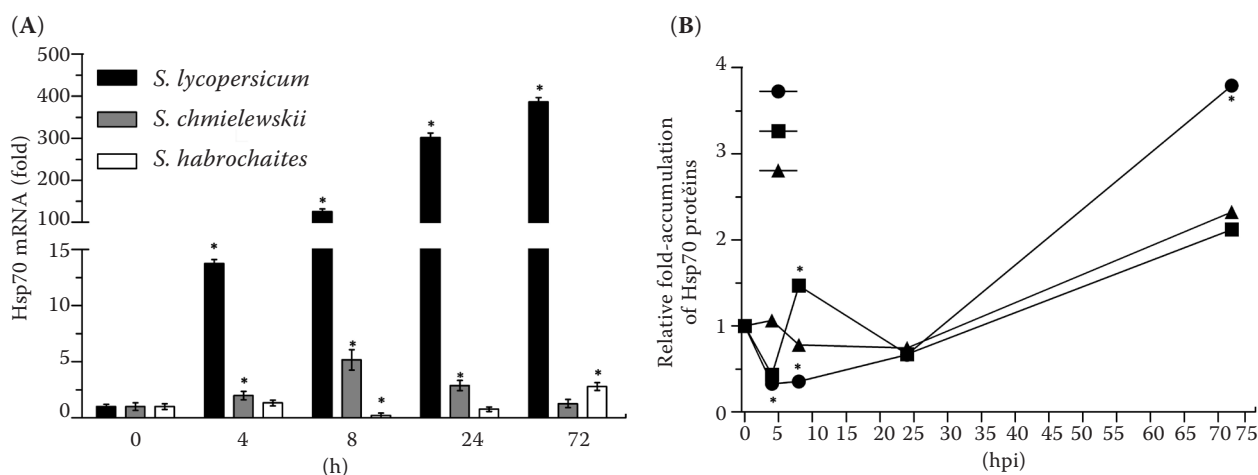 (A)
500
400
300
200
100
15
10
5
0
Hsp70 mRNA (fold)
S. lycopersicum
S. chmielewskii
S. habrochaites
* * * * * * * * *
0 4 8 24 72
(h)
(B)
4
3
2
1
0
Relative fold-accumulation
of Hsp70 protëins
* * * *
0 5 10 15 20 25 30 35 40 45 50 55 60 65 70 75
(hpi)